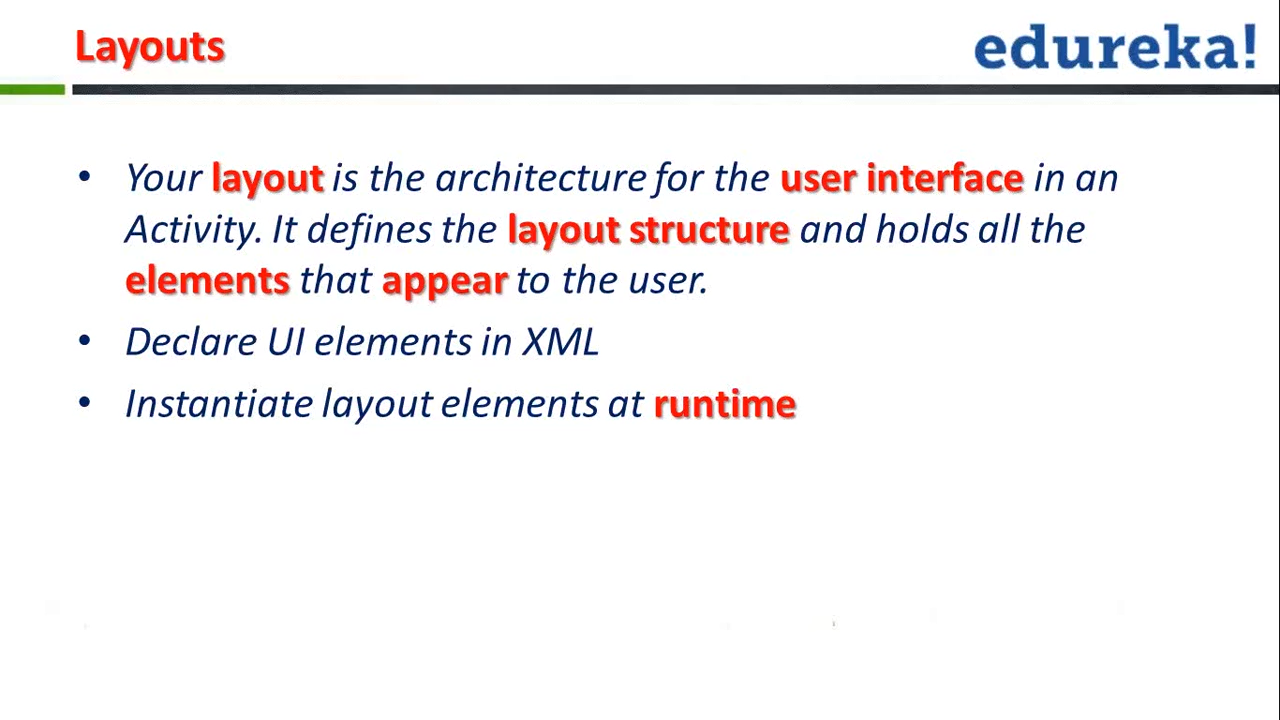 Layouts
edureka!
• Your layout is the architecture for the user interface in an
Activity. It defines the layout structure and holds all the
elements that appear to the user.
• Declare UI elements in XML
• Instantiate layout elements at runtime